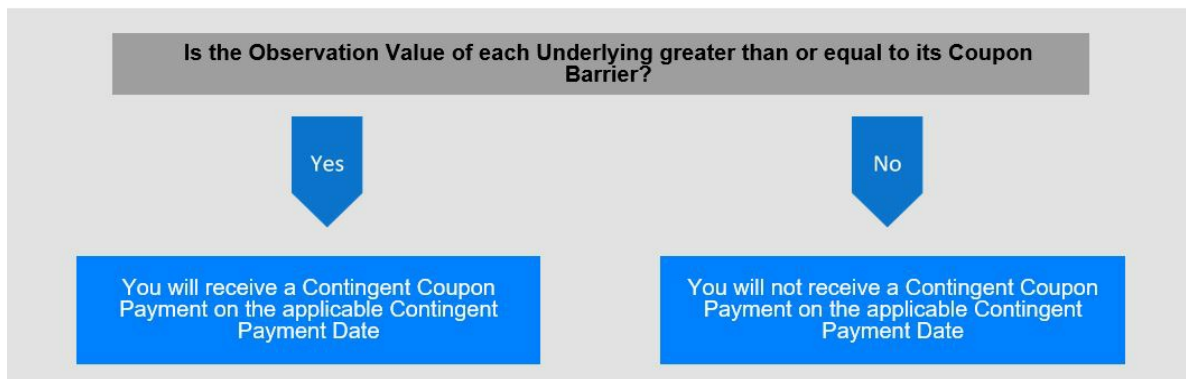 Is the Observation Value of each Underlying greater than or equal to its Coupon
Barrier?
Yes
No
You will receive a Contingent Coupon
Payment on the applicable Contingent
Payment Date
You will not receive a Contingent Coupon
Payment on the applicable Contingent
Payment Date